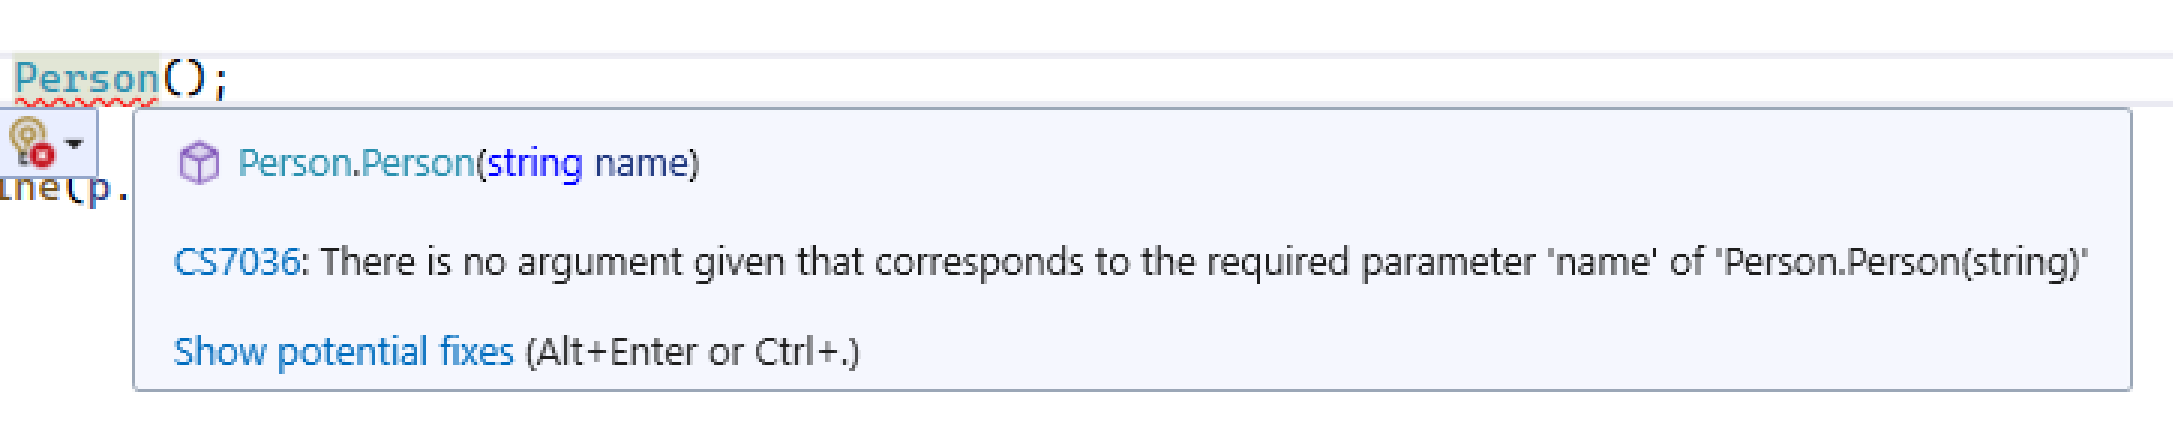 Person();
Person.Person(string name)
ine(p.
CS7036: There is no argument given that corresponds to the required parameter 'name' of 'Person.Person(string)'
Show potential fixes (Alt+Enter or Ctrl+.)